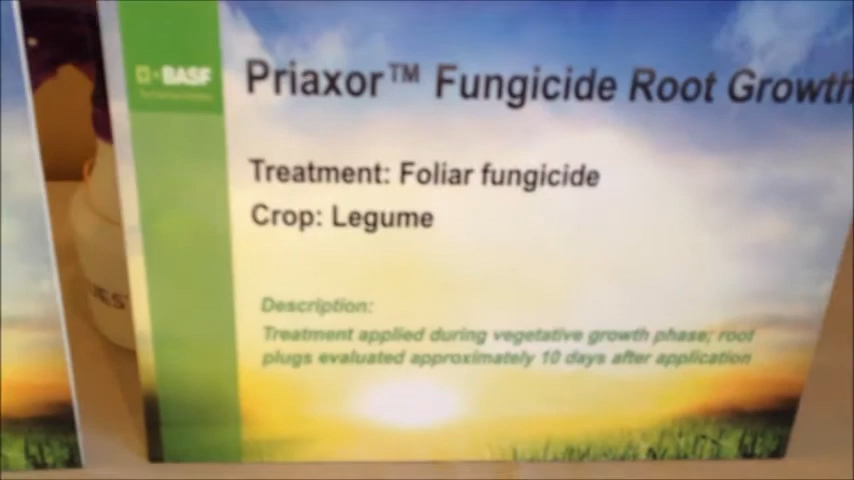 BASF
Priaxor™ Fungicide Root Growth
Treatment: Foliar fungicide
Crop: Legume
Description:
Treatment applied during vegetative growth phase; root
plugs evaluated approximately 10 days after application